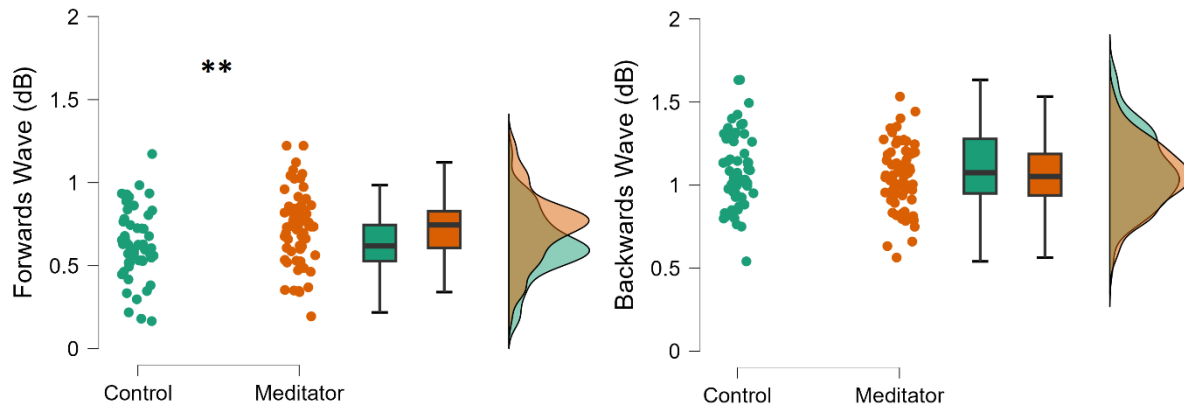 Forwards Wave (dB)
2
1.5
1
0.5
0
**
Control
Meditator
Backwards Wave (dB)
2
1.5
1
0.5
0
Control
Meditator